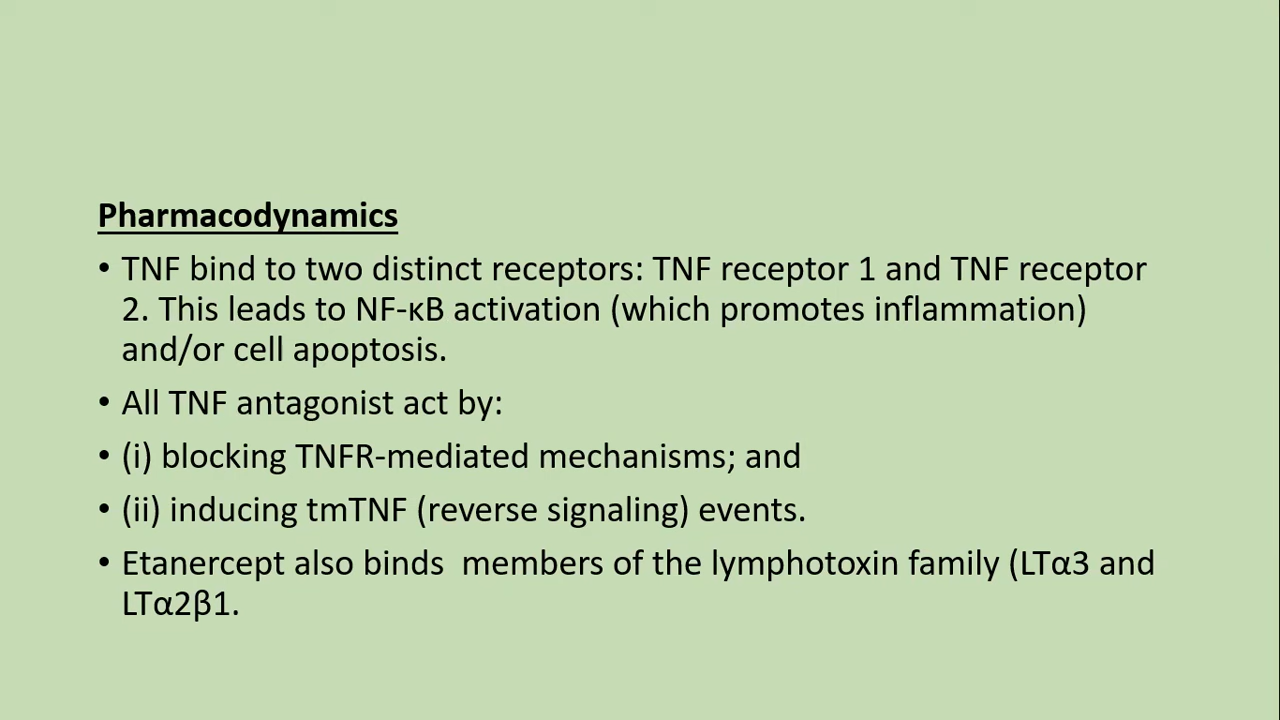 Pharmacodynamics
• TNF bind to two distinct receptors: TNF receptor 1 and TNF receptor
2. This leads to NF-κB activation (which promotes inflammation)
and/or cell apoptosis.
• All TNF antagonist act by:
• (i) blocking TNFR-mediated mechanisms; and
• (ii) inducing tmTNF (reverse signaling) events.
• Etanercept also binds  members of the lymphotoxin family (LTα3 and
LTα2β1.